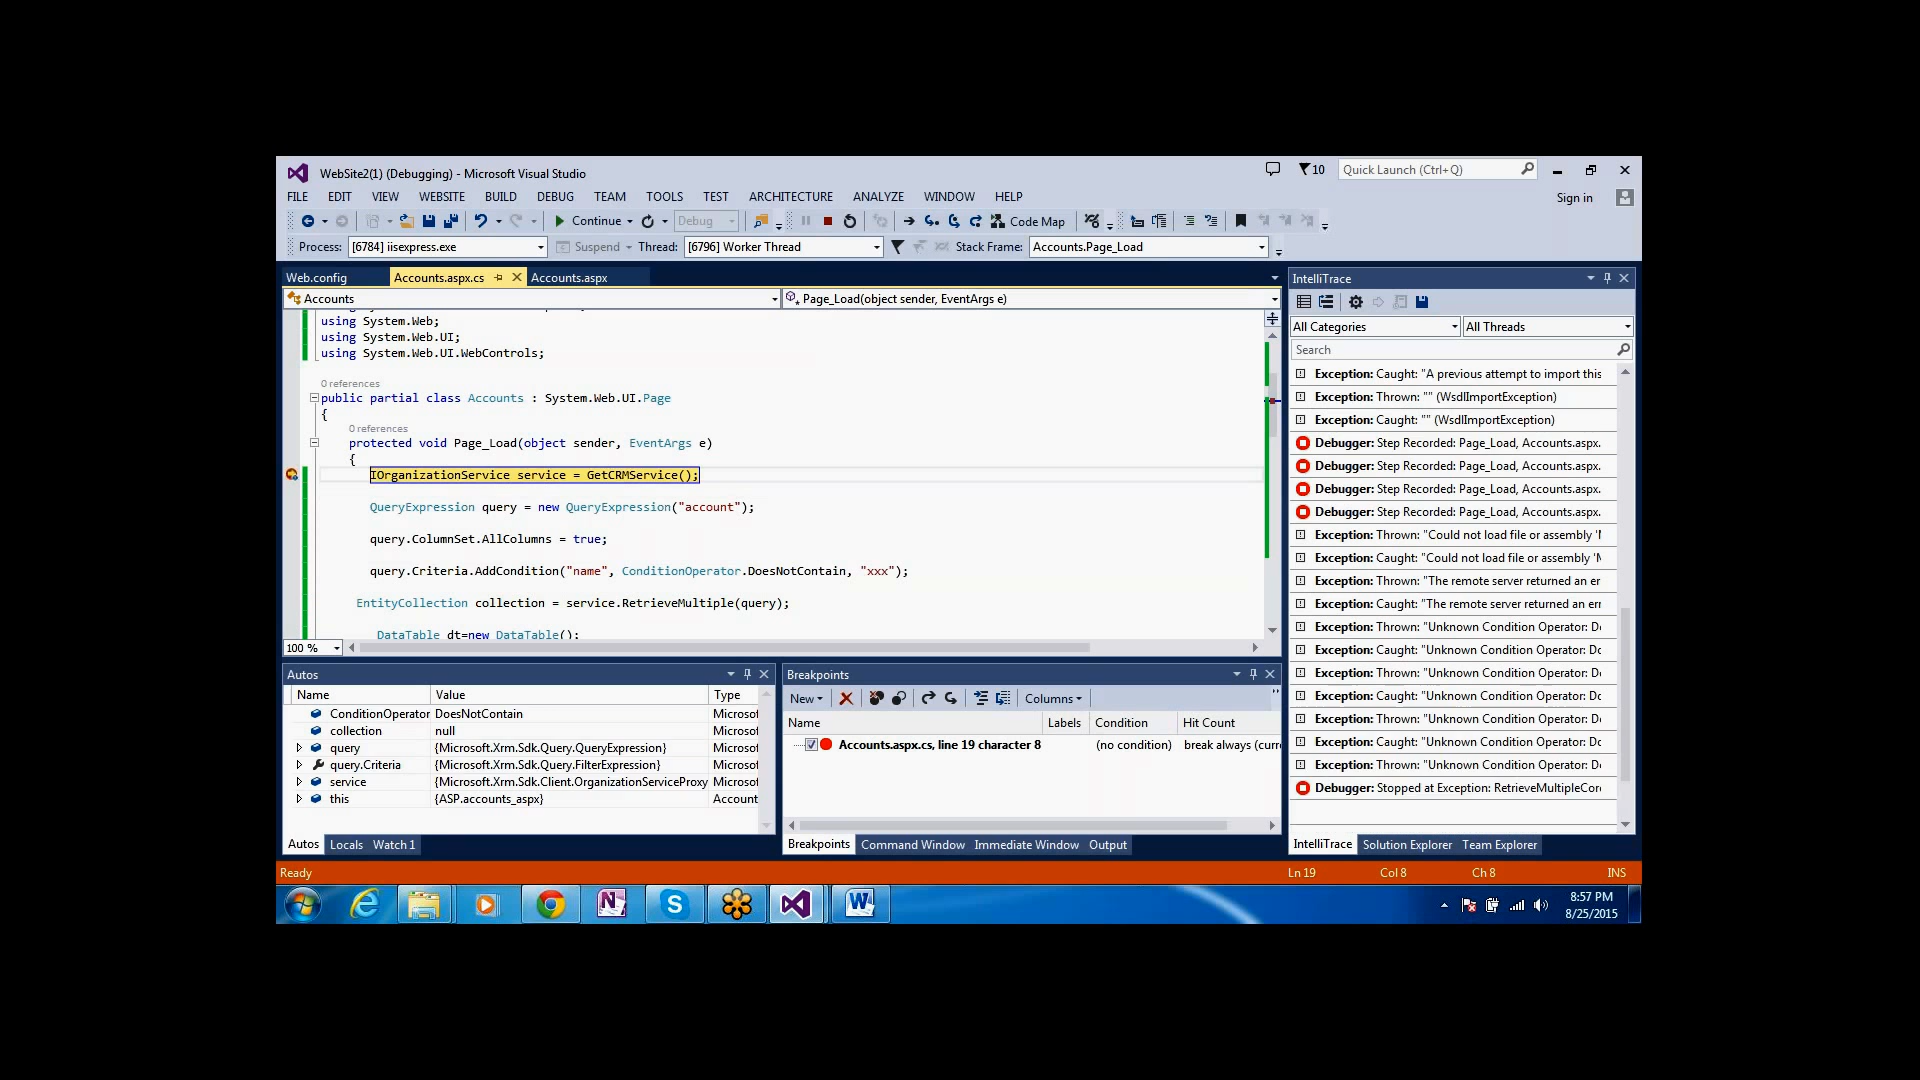 WebSite2(1) (Debugging) - Microsoft Visual Studio
10
Quick Launch (Ctrl+Q)
FILE EDIT VIEW WEBSITE BUILD DEBUG TEAM TOOLS TEST ARCHITECTURE ANALYZE WINDOW HELP
Sign in
Continue Debug Code Map
Process: [6784] iisexpress.exe Suspend Thread: [6796] Worker Thread Stack Frame: Accounts.Page_Load
Web.config Accounts.aspx.cs Accounts.aspx
Accounts Page_Load(object sender, EventArgs e)
using System.Web;
using System.Web.UI;
using System.Web.UI.WebControls;
0 references
public partial class Accounts : System.Web.UI.Page
{
0 references
protected void Page_Load(object sender, EventArgs e)
{
IOrganizationService service = GetCRMService();
QueryExpression query = new QueryExpression("account");
query.ColumnSet.AllColumns = true;
query.Criteria.AddCondition("name", ConditionOperator.DoesNotContain, "xxx");
EntityCollection collection = service.RetrieveMultiple(query);
DataTable dt=new DataTable();
100 %
IntelliTrace
All Categories All Threads
Search
Exception: Caught: "A previous attempt to import this
Exception: Thrown: "" (WsdlImportException)
Exception: Caught: "" (WsdlImportException)
Debugger: Step Recorded: Page_Load, Accounts.aspx.
Debugger: Step Recorded: Page_Load, Accounts.aspx.
Debugger: Step Recorded: Page_Load, Accounts.aspx.
Debugger: Step Recorded: Page_Load, Accounts.aspx.
Exception: Thrown: "Could not load file or assembly '
Exception: Caught: "Could not load file or assembly '
Exception: Thrown: "The remote server returned an err
Exception: Caught: "The remote server returned an err
Exception: Thrown: "Unknown Condition Operator: Do
Exception: Caught: "Unknown Condition Operator: Do
Exception: Thrown: "Unknown Condition Operator: Do
Exception: Caught: "Unknown Condition Operator: Do
Exception: Thrown: "Unknown Condition Operator: Do
Exception: Caught: "Unknown Condition Operator: Do
Exception: Thrown: "Unknown Condition Operator: Do
Debugger: Stopped at Exception: RetrieveMultipleCor
IntelliTrace Solution Explorer Team Explorer
Autos
Name Value Type
ConditionOperator DoesNotContain Microsof
collection null Microsof
query {Microsoft.Xrm.Sdk.Query.QueryExpression} Microsof
query.Criteria {Microsoft.Xrm.Sdk.Query.FilterExpression} Microsof
service {Microsoft.Xrm.Sdk.Client.OrganizationServiceProxy Microsof
this {ASP.accounts_aspx} Account
Autos Locals Watch 1
Breakpoints
New Columns
Name Labels Condition Hit Count
Accounts.aspx.cs, line 19 character 8 (no condition) break always (curr
Breakpoints Command Window Immediate Window Output
Ready Ln 19 Col 8 Ch 8 INS
8:57 PM
8/25/2015